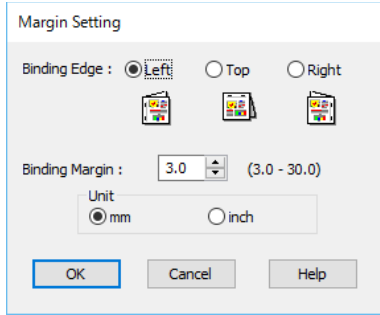 Margin Setting
Binding Edge : Left Top Right
Binding Margin : 3.0 (3.0 - 30.0)
Unit
mm inch
OK Cancel Help